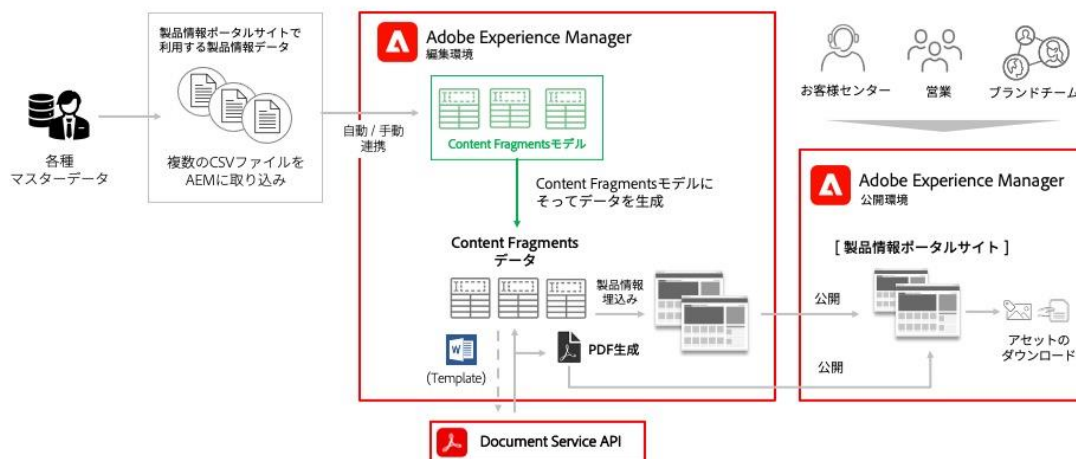 製品情報ポータルサイトで
利用する製品情報データ
各種
マスターデータ
複数のCSVファイルを
AEMに取り込み
自動 / 手動
連携
Adobe Experience Manager
編集環境
Content Fragmentsモデル
Content Fragmentsモデルに
そってデータを生成
Content Fragments
データ
製品情報
埋込み
W
(Template)
PDF生成
Document Service API
公開
公開
お客様センター
営業
ブランドチーム
Adobe Experience Manager
公開環境
[ 製品情報ポータルサイト ]
アセットの
ダウンロード